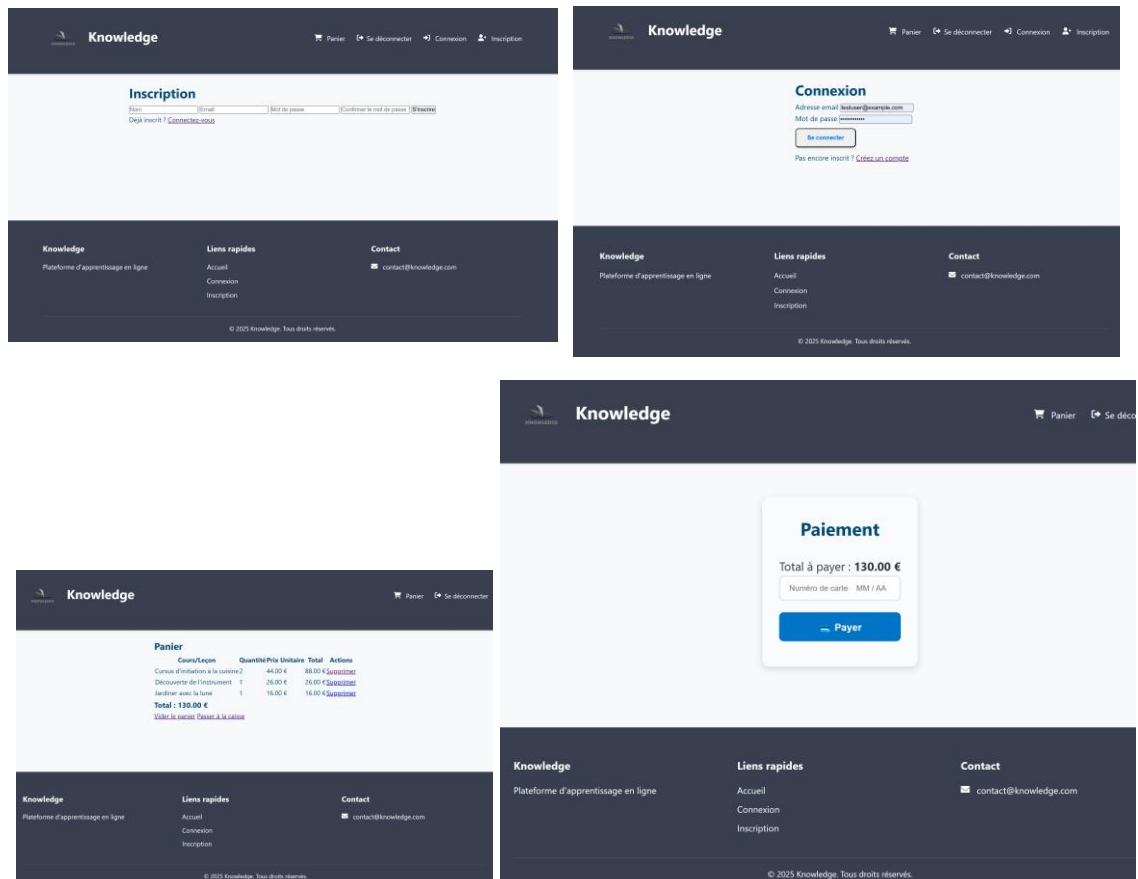 Knowledge
Panier Se déconnecter Connexion Inscription
Inscription
Nom Email Mot de passe Confirmer le mot de passe S'inscrire
Déjà inscrit ? Connectez-vous
Knowledge Liens rapides Contact
Plateforme d'apprentissage en ligne Accueil contact@knowledge.com
Connexion
Inscription
© 2025 Knowledge. Tous droits réservés.
Knowledge
Panier Se déconnecter Connexion Inscription
Connexion
Adresse email testuser@example.com
Mot de passe ••••••••••••
Se connecter
Pas encore inscrit ? Créez un compte
Knowledge Liens rapides Contact
Plateforme d'apprentissage en ligne Accueil contact@knowledge.com
Connexion
Inscription
© 2025 Knowledge. Tous droits réservés.
Knowledge
Panier Se déconnecter
Panier
Cours/Leçon Quantité Prix Unitaire Total Actions
Cursus d'initiation à la cuisine 2 44.00 € 88.00 € Supprimer
Découverte de l'instrument 1 26.00 € 26.00 € Supprimer
Jardiner avec la lune 1 16.00 € 16.00 € Supprimer
Total : 130.00 €
Vider le panier Passer à la caisse
Knowledge Liens rapides Contact
Plateforme d'apprentissage en ligne Accueil contact@knowledge.com
Connexion
Inscription
© 2025 Knowledge. Tous droits réservés.
KNOWLEDGE Knowledge
Panier Se déco
Paiement
Total à payer : 130.00 €
Numéro de carte MM / AA
Payer
Knowledge Liens rapides Contact
Plateforme d'apprentissage en ligne Accueil contact@knowledge.com
Connexion
Inscription
© 2025 Knowledge. Tous droits réservés.